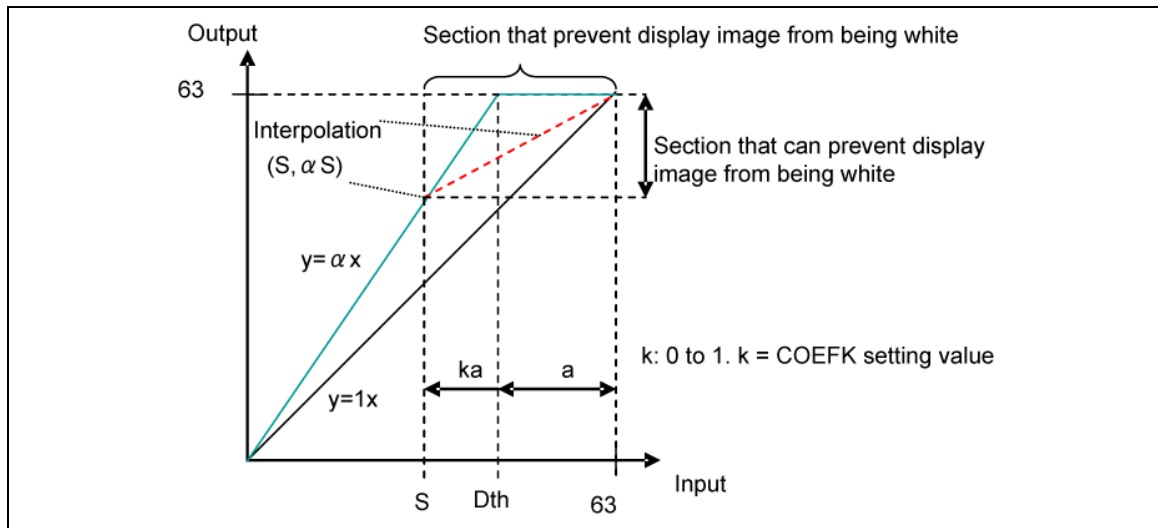 Output
Section that prevent display image from being white
63
Interpolation
(S, α S)
Section that can prevent display
image from being white
y= α x
k: 0 to 1. k = COEFK setting value
ka
a
y=1x
Input
S
Dth
63